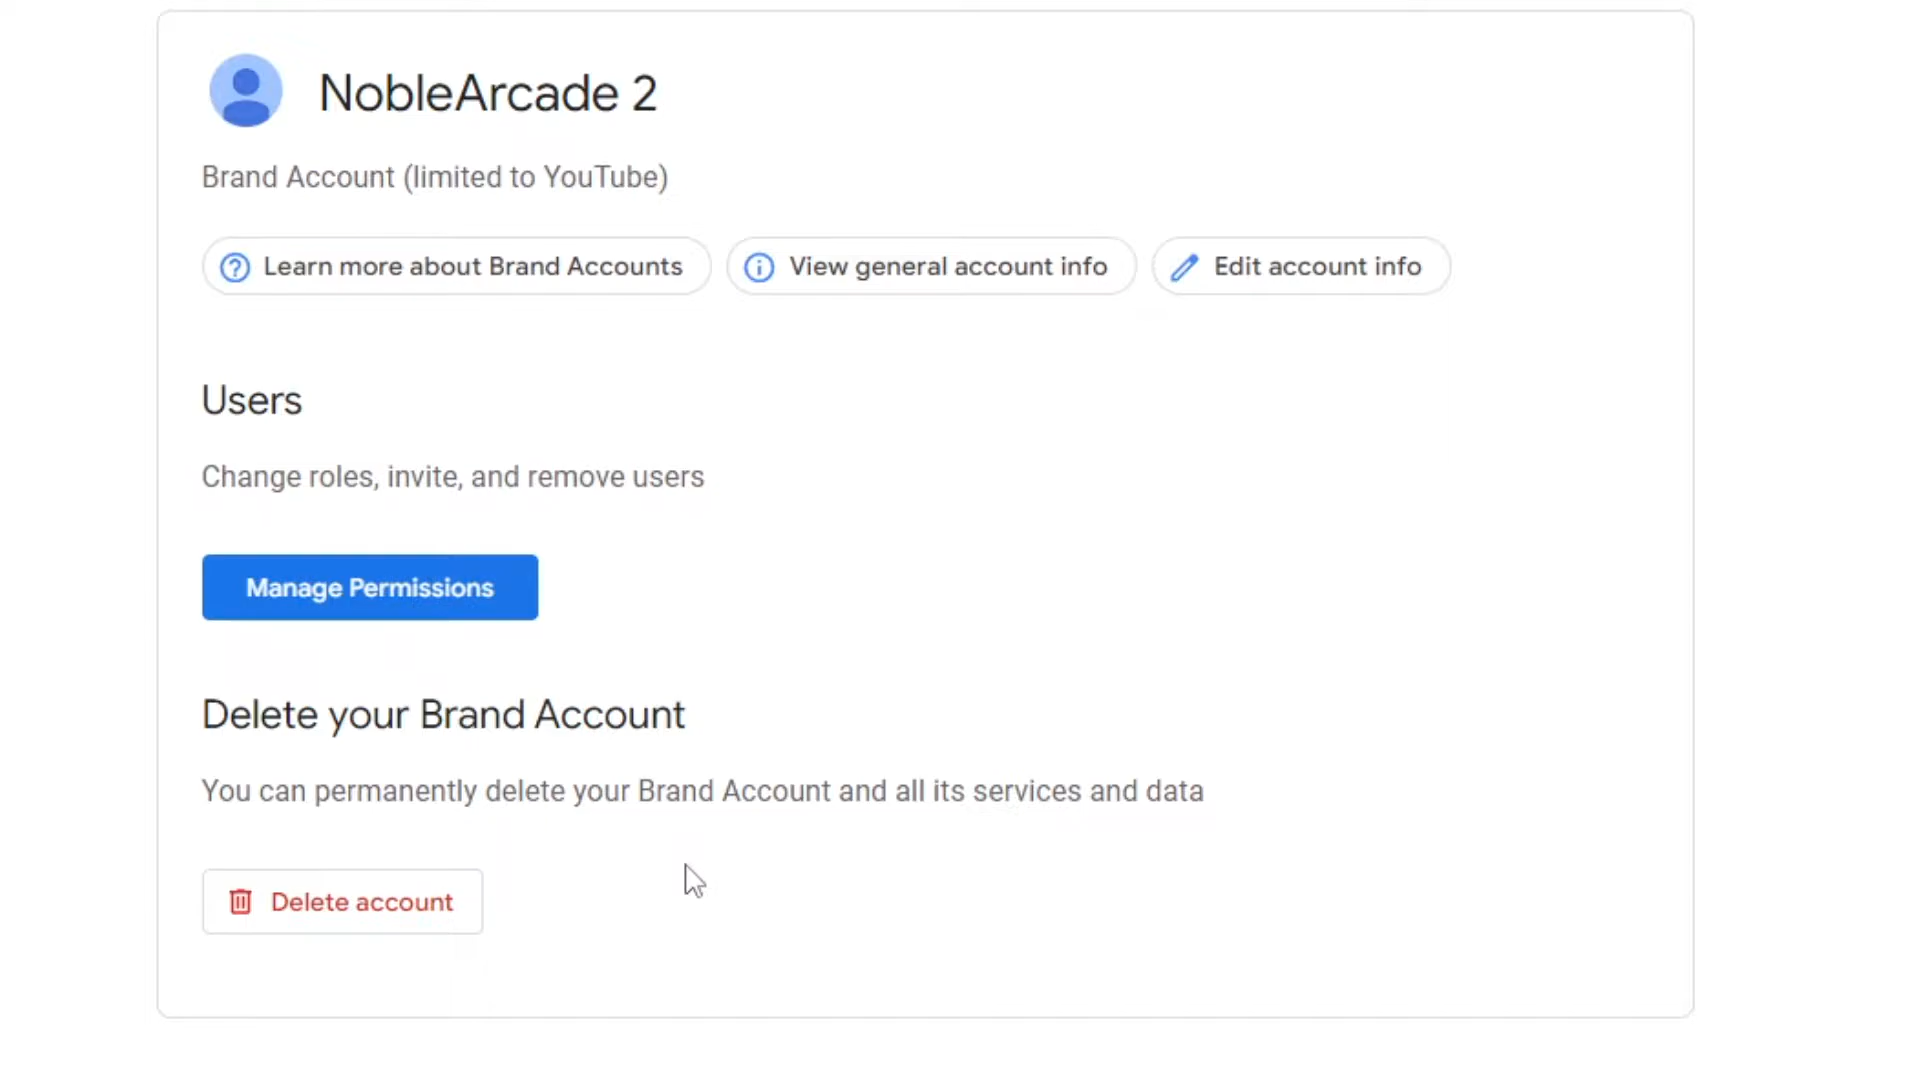 NobleArcade 2
Brand Account (limited to YouTube)
Learn more about Brand Accounts
View general account info
Edit account info
Users
Change roles, invite, and remove users
Manage Permissions
Delete your Brand Account
You can permanently delete your Brand Account and all its services and data
Delete account